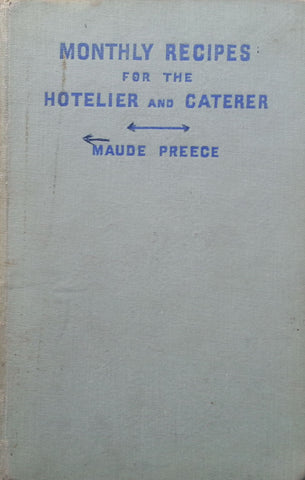 MONTHLY RECIPES
FOR THE
HOTELIER AND CATERER
MAUDE PREECE